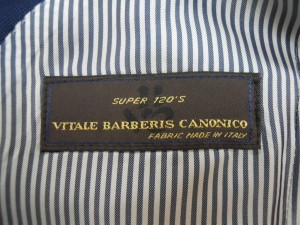 SUPER 120'S
VITALE BARBERIS CANONICO
FABRIC MADE IN ITALY